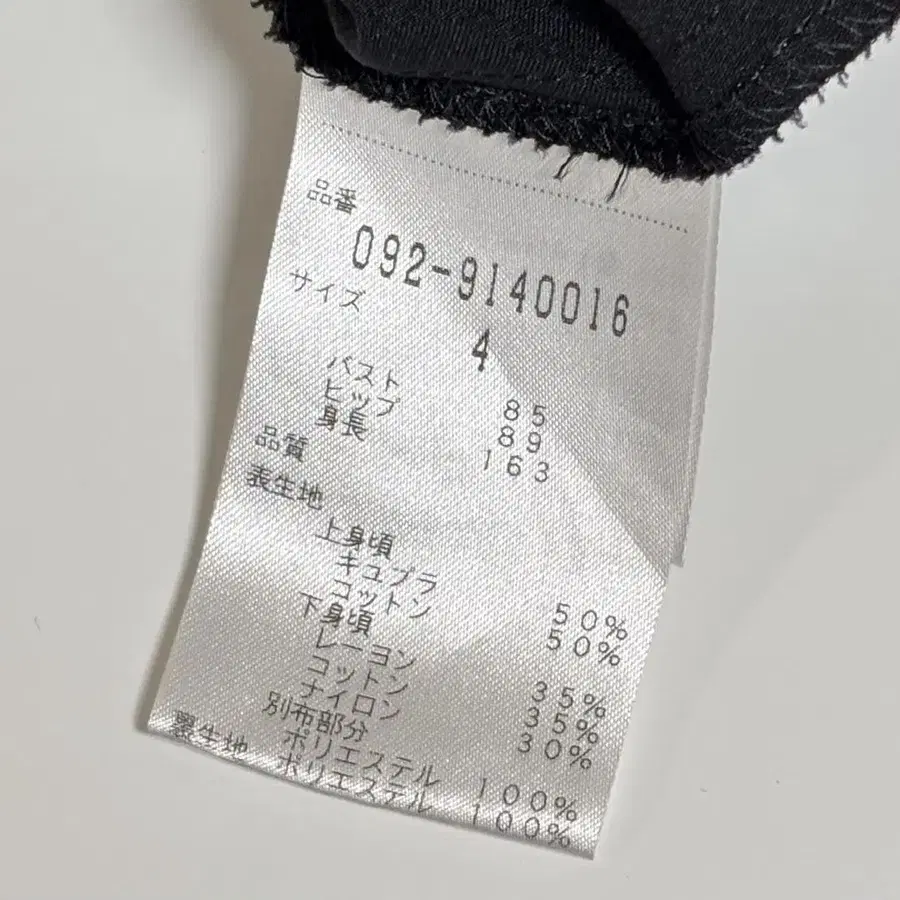 品番
092-9140016
サイズ
4
バスト 85
ヒップ 89
身長 163
品質
表生地
上身頃
キュプラ 50%
コットン 50%
下身頃
レーヨン 35%
コットン 35%
ナイロン 30%
別布部分
ポリエステル 100%
裏生地 ポリエステル 100%